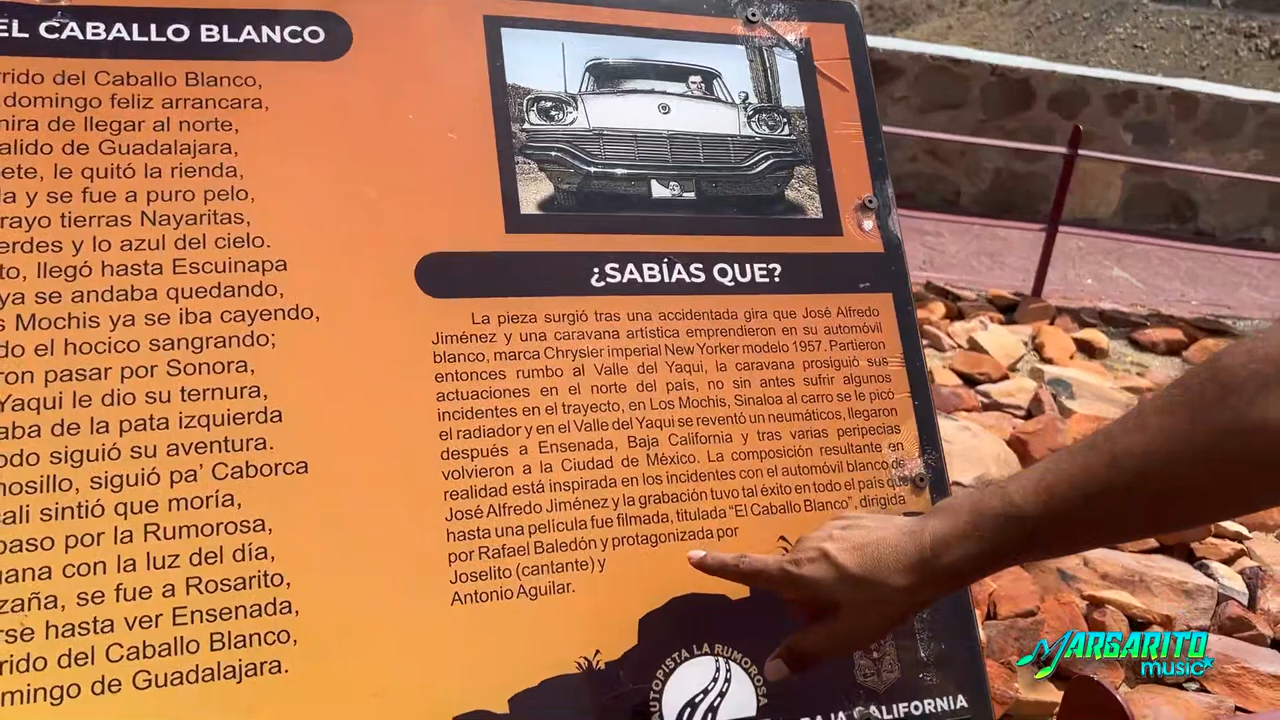 EL CABALLO BLANCO
rrido del Caballo Blanco,
domingo feliz arrancara,
mira de llegar al norte,
alido de Guadalajara,
ete, le quitó la rienda,
la y se fue a puro pelo,
rayo tierras Nayaritas,
erdes y lo azul del cielo.
to, llegó hasta Escuinapa
ya se andaba quedando,
s Mochis ya se iba cayendo,
do el hocico sangrando;
ron pasar por Sonora,
Yaqui le dio su ternura,
aba de la pata izquierda
odo siguió su aventura.
mosillo, siguió pa' Caborca
ali sintió que moría,
paso por la Rumorosa,
uana con la luz del día,
zaña, se fue a Rosarito,
rse hasta ver Ensenada,
rrido del Caballo Blanco,
mingo de Guadalajara.
¿SABÍAS QUE?
La pieza surgió tras una accidentada gira que José Alfredo
Jiménez y una caravana artística emprendieron en su automóvil
blanco, marca Chrysler imperial New Yorker modelo 1957. Partieron
entonces rumbo al Valle del Yaqui, la caravana prosiguió sus
actuaciones en el norte del país, no sin antes sufrir algunos
incidentes en el trayecto, en Los Mochis, Sinaloa al carro se le picó
el radiador y en el Valle del Yaqui se reventó un neumáticos, llegaron
después a Ensenada, Baja California y tras varias peripecias
volvieron a la Ciudad de México. La composición resultante en
realidad está inspirada en los incidentes con el automóvil blanco de
José Alfredo Jiménez y la grabación tuvo tal éxito en todo el país que
hasta una película fue filmada, titulada "El Caballo Blanco", dirigida
por Rafael Baledón y protagonizada por
Joselito (cantante) y
Antonio Aguilar.
AUTOPISTA LA RUMOROSA
BAJA CALIFORNIA
MARGARITO
music